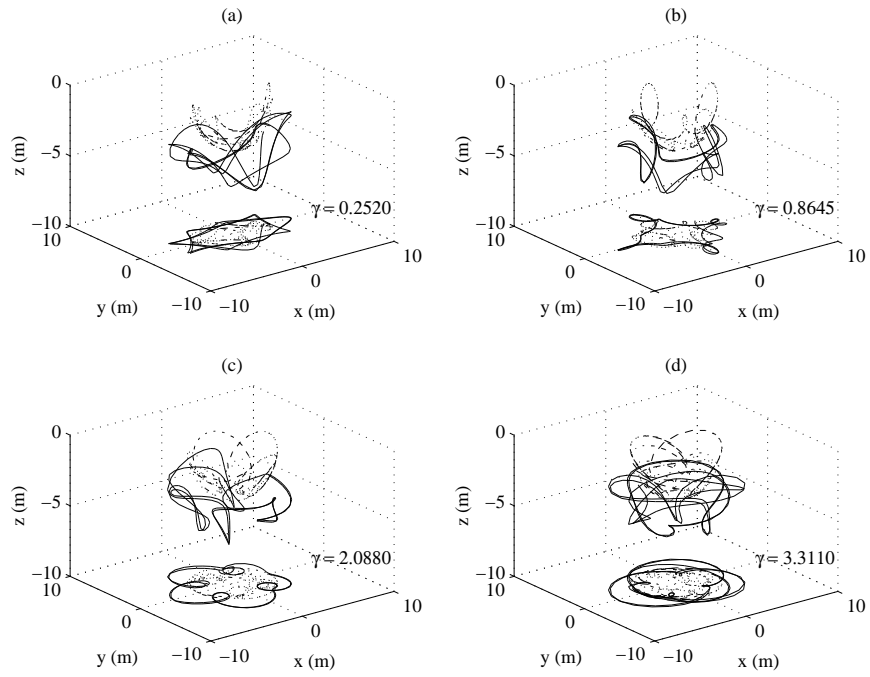 (a)
0
−5
−10
z (m)
γ = 0.2520
10
0
−10
y (m)
−10
0
10
x (m)
(b)
0
−5
−10
z (m)
γ = 0.8645
10
0
−10
y (m)
−10
0
10
x (m)
(c)
0
−5
−10
z (m)
γ = 2.0880
10
0
−10
y (m)
−10
0
10
x (m)
(d)
0
−5
−10
z (m)
γ = 3.3110
10
0
−10
y (m)
−10
0
10
x (m)